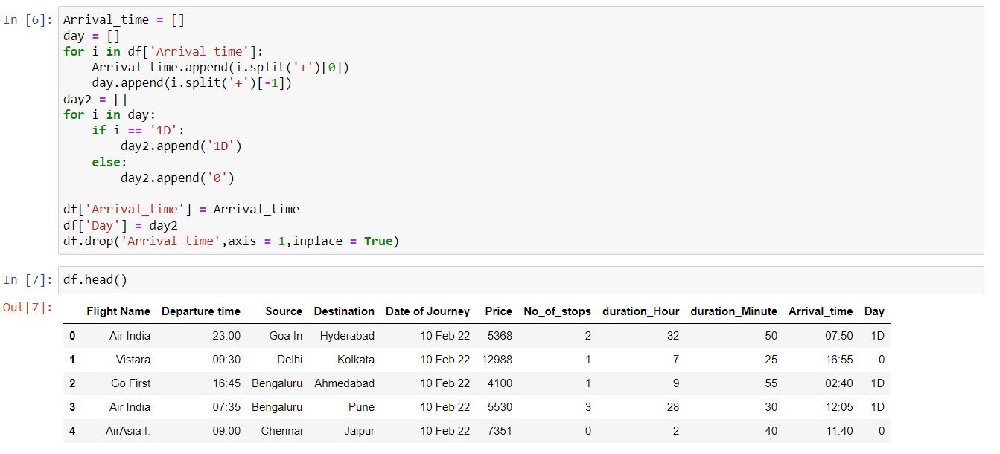 In [6]: Arrival_time = []
day = []
for i in df['Arrival time']:
    Arrival_time.append(i.split('+')[0])
    day.append(i.split('+')[-1])
day2 = []
for i in day:
    if i == '1D':
        day2.append('1D')
    else:
        day2.append('0')

df['Arrival_time'] = Arrival_time
df['Day'] = day2
df.drop('Arrival time',axis = 1,inplace = True)
In [7]: df.head()
Out[7]:
Flight Name Departure time Source Destination Date of Journey Price No_of_stops duration_Hour duration_Minute Arrival_time Day
0 Air India 23:00 Goa In Hyderabad 10 Feb 22 5368 2 32 50 07:50 1D
1 Vistara 09:30 Delhi Kolkata 10 Feb 22 12988 1 7 25 16:55 0
2 Go First 16:45 Bengaluru Ahmedabad 10 Feb 22 4100 1 9 55 02:40 1D
3 Air India 07:35 Bengaluru Pune 10 Feb 22 5530 3 28 30 12:05 1D
4 AirAsia I. 09:00 Chennai Jaipur 10 Feb 22 7351 0 2 40 11:40 0